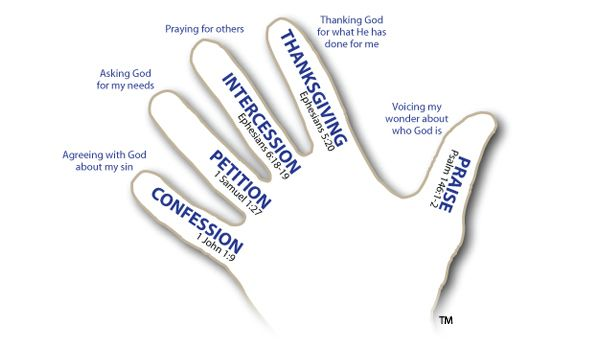 Agreeing with God
about my sin
CONFESSION
1 John 1:9
Asking God
for my needs
PETITION
1 Samuel 1:27
Praying for others
INTERCESSION
Ephesians 6:18-19
Thanking God
for what He has
done for me
THANKSGIVING
Ephesians 5:20
Voicing my
wonder about
who God is
PRAISE
Psalm 146:1-2
TM